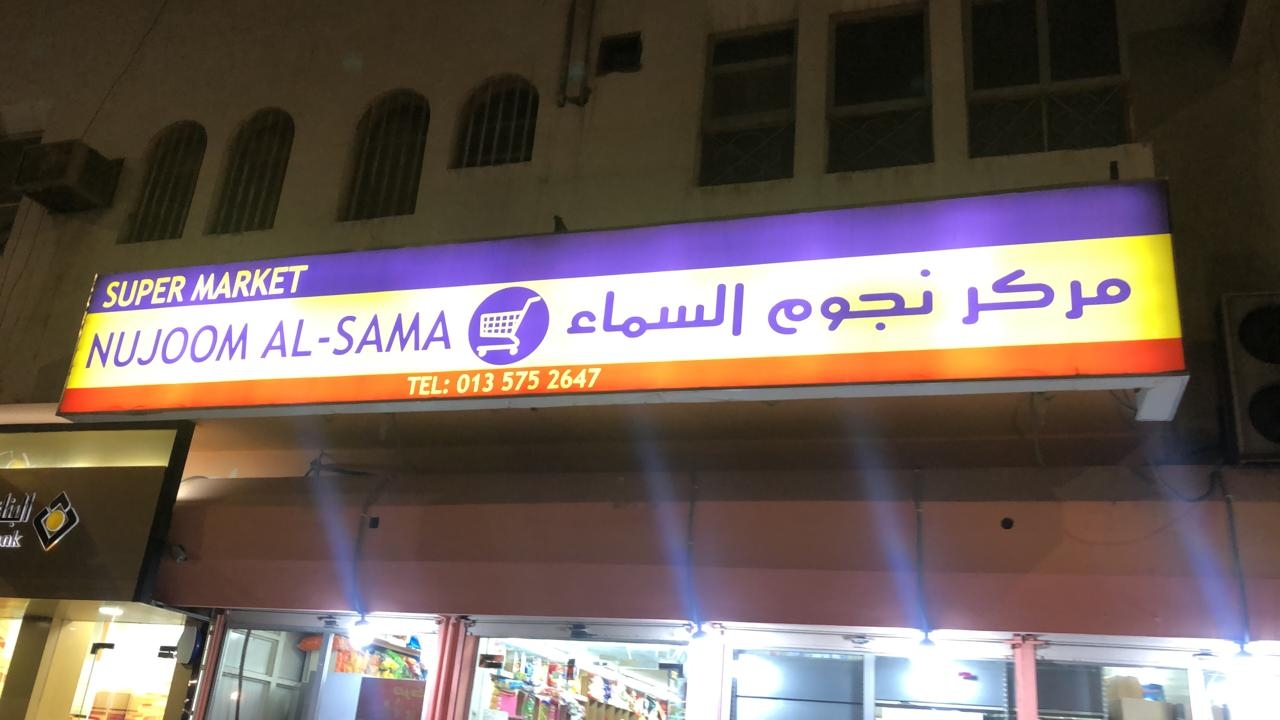 SUPER MARKET
NUJOOM AL-SAMA
مركز نجوم السماء
TEL: 013 575 2647